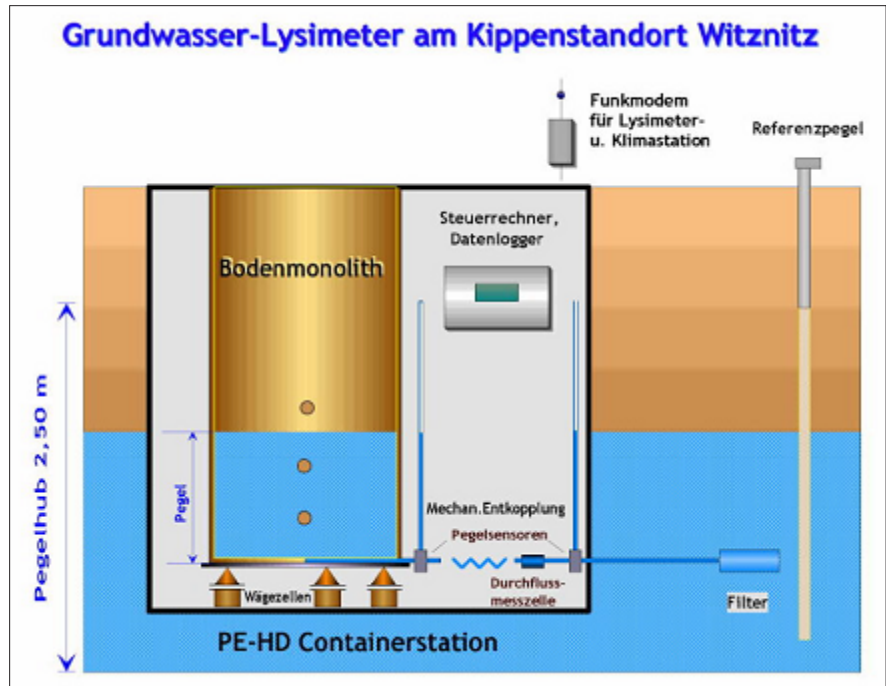 Grundwasser-Lysimeter am Kippenstandort Witznitz
Funkmodem
für Lysimeter-
u. Klimastation
Referenzpegel
Steuerrechner,
Datenlogger
Bodenmonolith
Pegelhub 2,50 m
Pegel
Mechan.Entkopplung
Pegelsensoren
Durchfluss-
messzelle
Wägezellen
Filter
PE-HD Containerstation